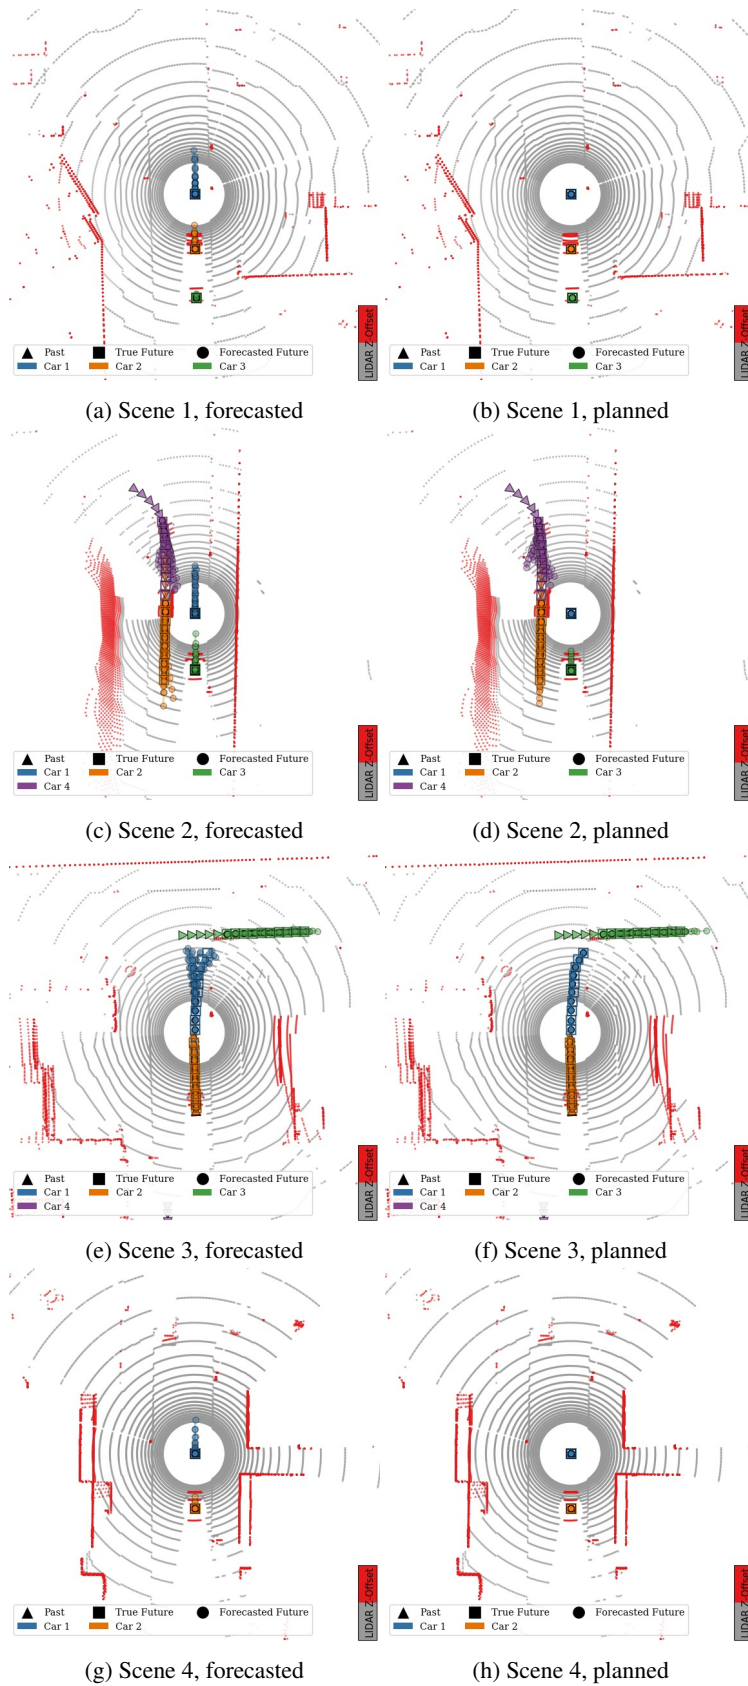 LIDAR Z Offset
LIDAR Z Offset
Past True Future Forecasted Future
Car 1 Car 2 Car 3
Past True Future Forecasted Future
Car 1 Car 2 Car 3
(a) Scene 1, forecasted
(b) Scene 1, planned
LIDAR Z Offset
LIDAR Z Offset
Past True Future Forecasted Future
Car 1 Car 2 Car 3
Car 4
Past True Future Forecasted Future
Car 1 Car 2 Car 3
Car 4
(c) Scene 2, forecasted
(d) Scene 2, planned
LIDAR Z Offset
LIDAR Z Offset
Past True Future Forecasted Future
Car 1 Car 2 Car 3
Car 4
Past True Future Forecasted Future
Car 1 Car 2 Car 3
Car 4
(e) Scene 3, forecasted
(f) Scene 3, planned
LIDAR Z Offset
LIDAR Z Offset
Past True Future Forecasted Future
Car 1 Car 2
Past True Future Forecasted Future
Car 1 Car 2
(g) Scene 4, forecasted
(h) Scene 4, planned